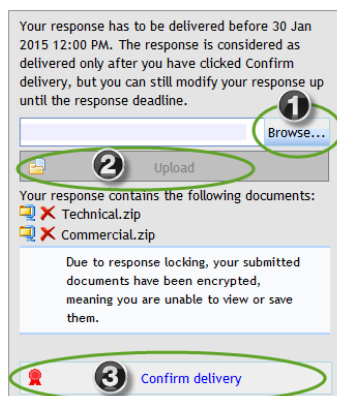 Your response has to be delivered before 30 Jan
2015 12:00 PM. The response is considered as
delivered only after you have clicked Confirm
delivery, but you can still modify your response up
until the response deadline.
1
Browse...
2 Upload
Your response contains the following documents:
Technical.zip
Commercial.zip
Due to response locking, your submitted
documents have been encrypted,
meaning you are unable to view or save
them.
3 Confirm delivery